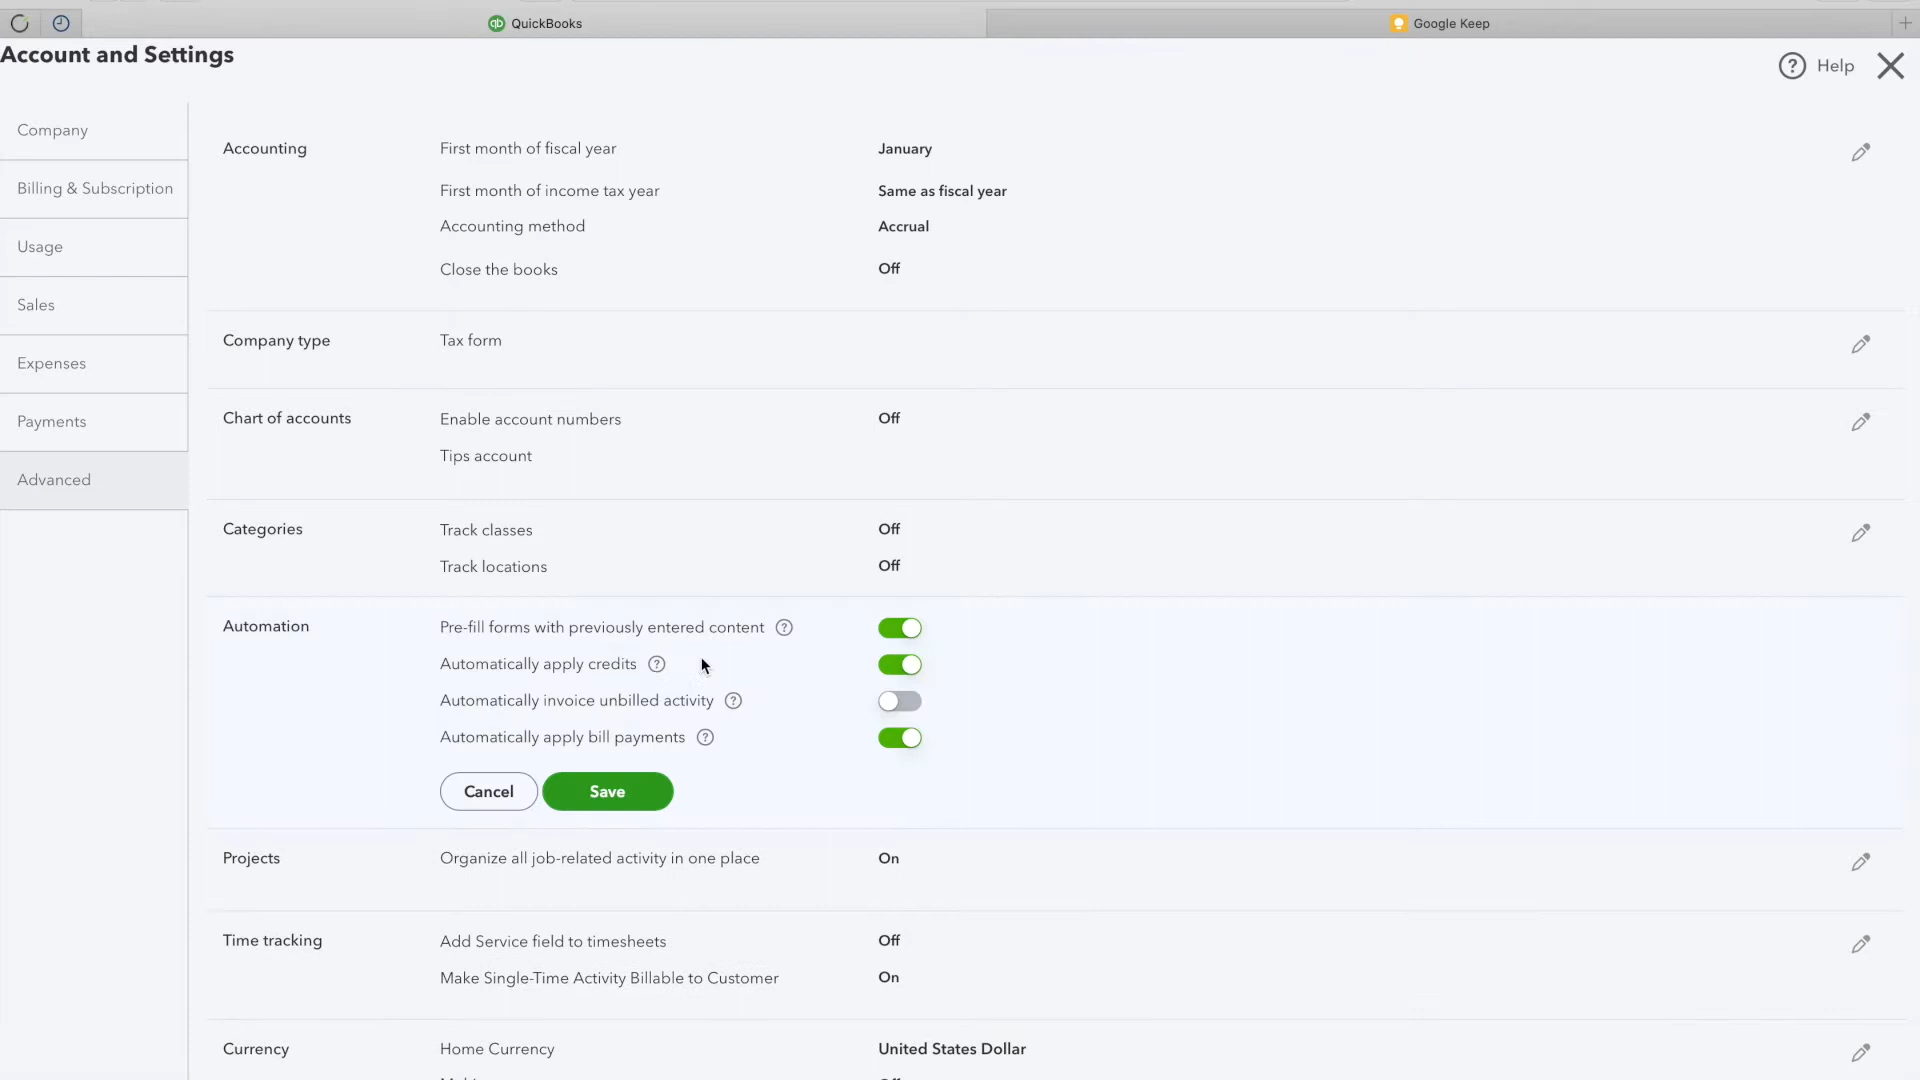 QuickBooks
Google Keep
Account and Settings
Help
Company
Billing & Subscription
Usage
Sales
Expenses
Payments
Advanced
Accounting
First month of fiscal year
January
First month of income tax year
Same as fiscal year
Accounting method
Accrual
Close the books
Off
Company type
Tax form
Chart of accounts
Enable account numbers
Off
Tips account
Categories
Track classes
Off
Track locations
Off
Automation
Pre-fill forms with previously entered content
Automatically apply credits
Automatically invoice unbilled activity
Automatically apply bill payments
Cancel
Save
Projects
Organize all job-related activity in one place
On
Time tracking
Add Service field to timesheets
Off
Make Single-Time Activity Billable to Customer
On
Currency
Home Currency
United States Dollar